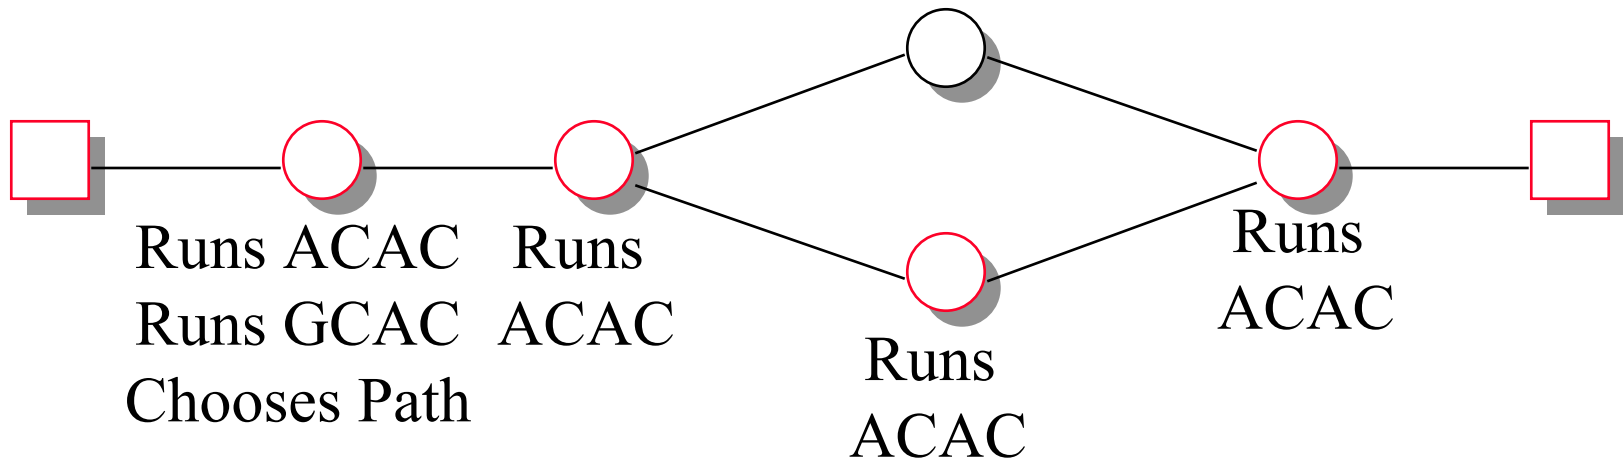 Runs ACAC
Runs GCAC
Chooses Path
Runs
ACAC
Runs
ACAC
Runs
ACAC